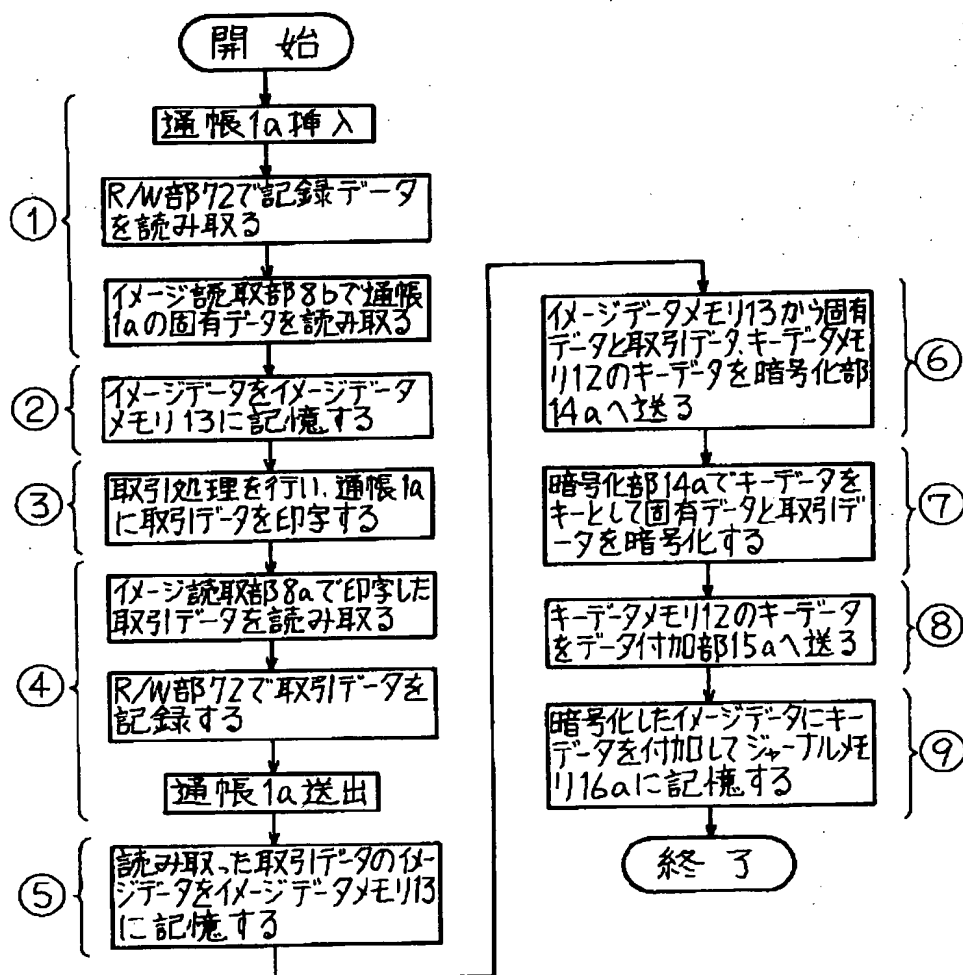 開始
①
通帳1a挿入
R/W部72で記録データ
を読み取る
イメージ読取部8bで通帳
1aの固有データを読み取る
②
イメージデータをイメージデータ
メモリ13に記憶する
③
取引処理を行い、通帳1a
に取引データを印字する
④
イメージ読取部8aで印字した
取引データを読み取る
R/W部72で取引データを
記録する
通帳1a送出
⑤
読み取った取引データのイメー
ジデータをイメージデータメモリ13
に記憶する
イメージデータメモリ13から固有
データと取引データ、キーデータメモ
リ12のキーデータを暗号化部
14aへ送る
⑥
暗号化部14aでキーデータを
キーとして固有データと取引デ
ータを暗号化する
⑦
キーデータメモリ12のキーデータ
をデータ付加部15aへ送る
⑧
暗号化したイメージデータにキー
データを付加してジャーナルメモ
リ16aに記憶する
⑨
終了